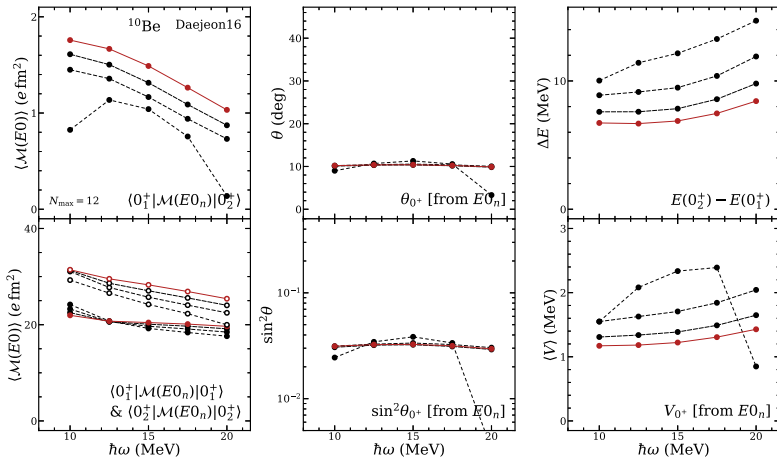 ¹⁰Be Daejeon16
⟨ℳ(E0)⟩ (e fm²)
2
1
0
N_max = 12
⟨0₁⁺|ℳ(E0ₙ)|0₂⁺⟩
θ (deg)
40
30
20
10
0
θ₀⁺ [from E0ₙ]
ΔE (MeV)
10
0
E(0₂⁺) − E(0₁⁺)
⟨ℳ(E0)⟩ (e fm²)
40
20
0
⟨0₁⁺|ℳ(E0ₙ)|0₁⁺⟩
& ⟨0₂⁺|ℳ(E0ₙ)|0₂⁺⟩
10 15 20
ħω (MeV)
sin²θ
10⁻¹
10⁻²
sin²θ₀⁺ [from E0ₙ]
10 15 20
ħω (MeV)
⟨V⟩ (MeV)
3
2
1
0
V₀⁺ [from E0ₙ]
10 15 20
ħω (MeV)